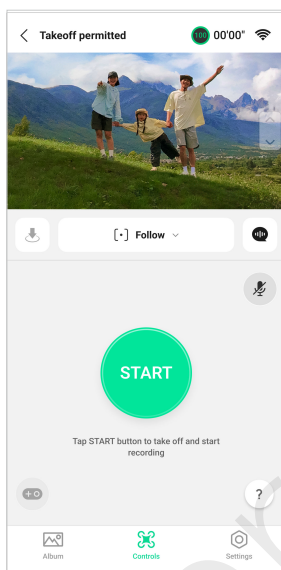 Takeoff permitted
100
00'00"
Follow
START
Tap START button to take off and start
recording
?
Album
Controls
Settings